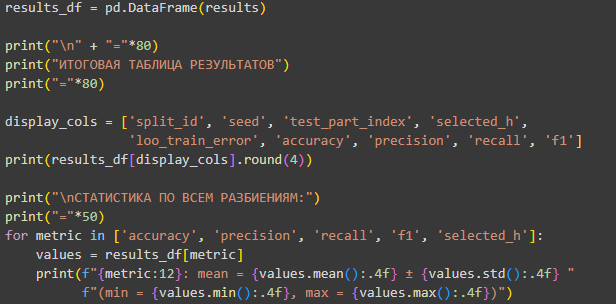 results_df = pd.DataFrame(results)
print("\n" + "="*80)
print("ИТОГОВАЯ ТАБЛИЦА РЕЗУЛЬТАТОВ")
print("="*80)
display_cols = ['split_id', 'seed', 'test_part_index', 'selected_h',
'loo_train_error', 'accuracy', 'precision', 'recall', 'f1']
print(results_df[display_cols].round(4))
print("\nСТАТИСТИКА ПО ВСЕМ РАЗБИЕНИЯМ:")
print("="*50)
for metric in ['accuracy', 'precision', 'recall', 'f1', 'selected_h']:
values = results_df[metric]
print(f"{metric:12}: mean = {values.mean():.4f} ± {values.std():.4f} "
f"(min = {values.min():.4f}, max = {values.max():.4f})")